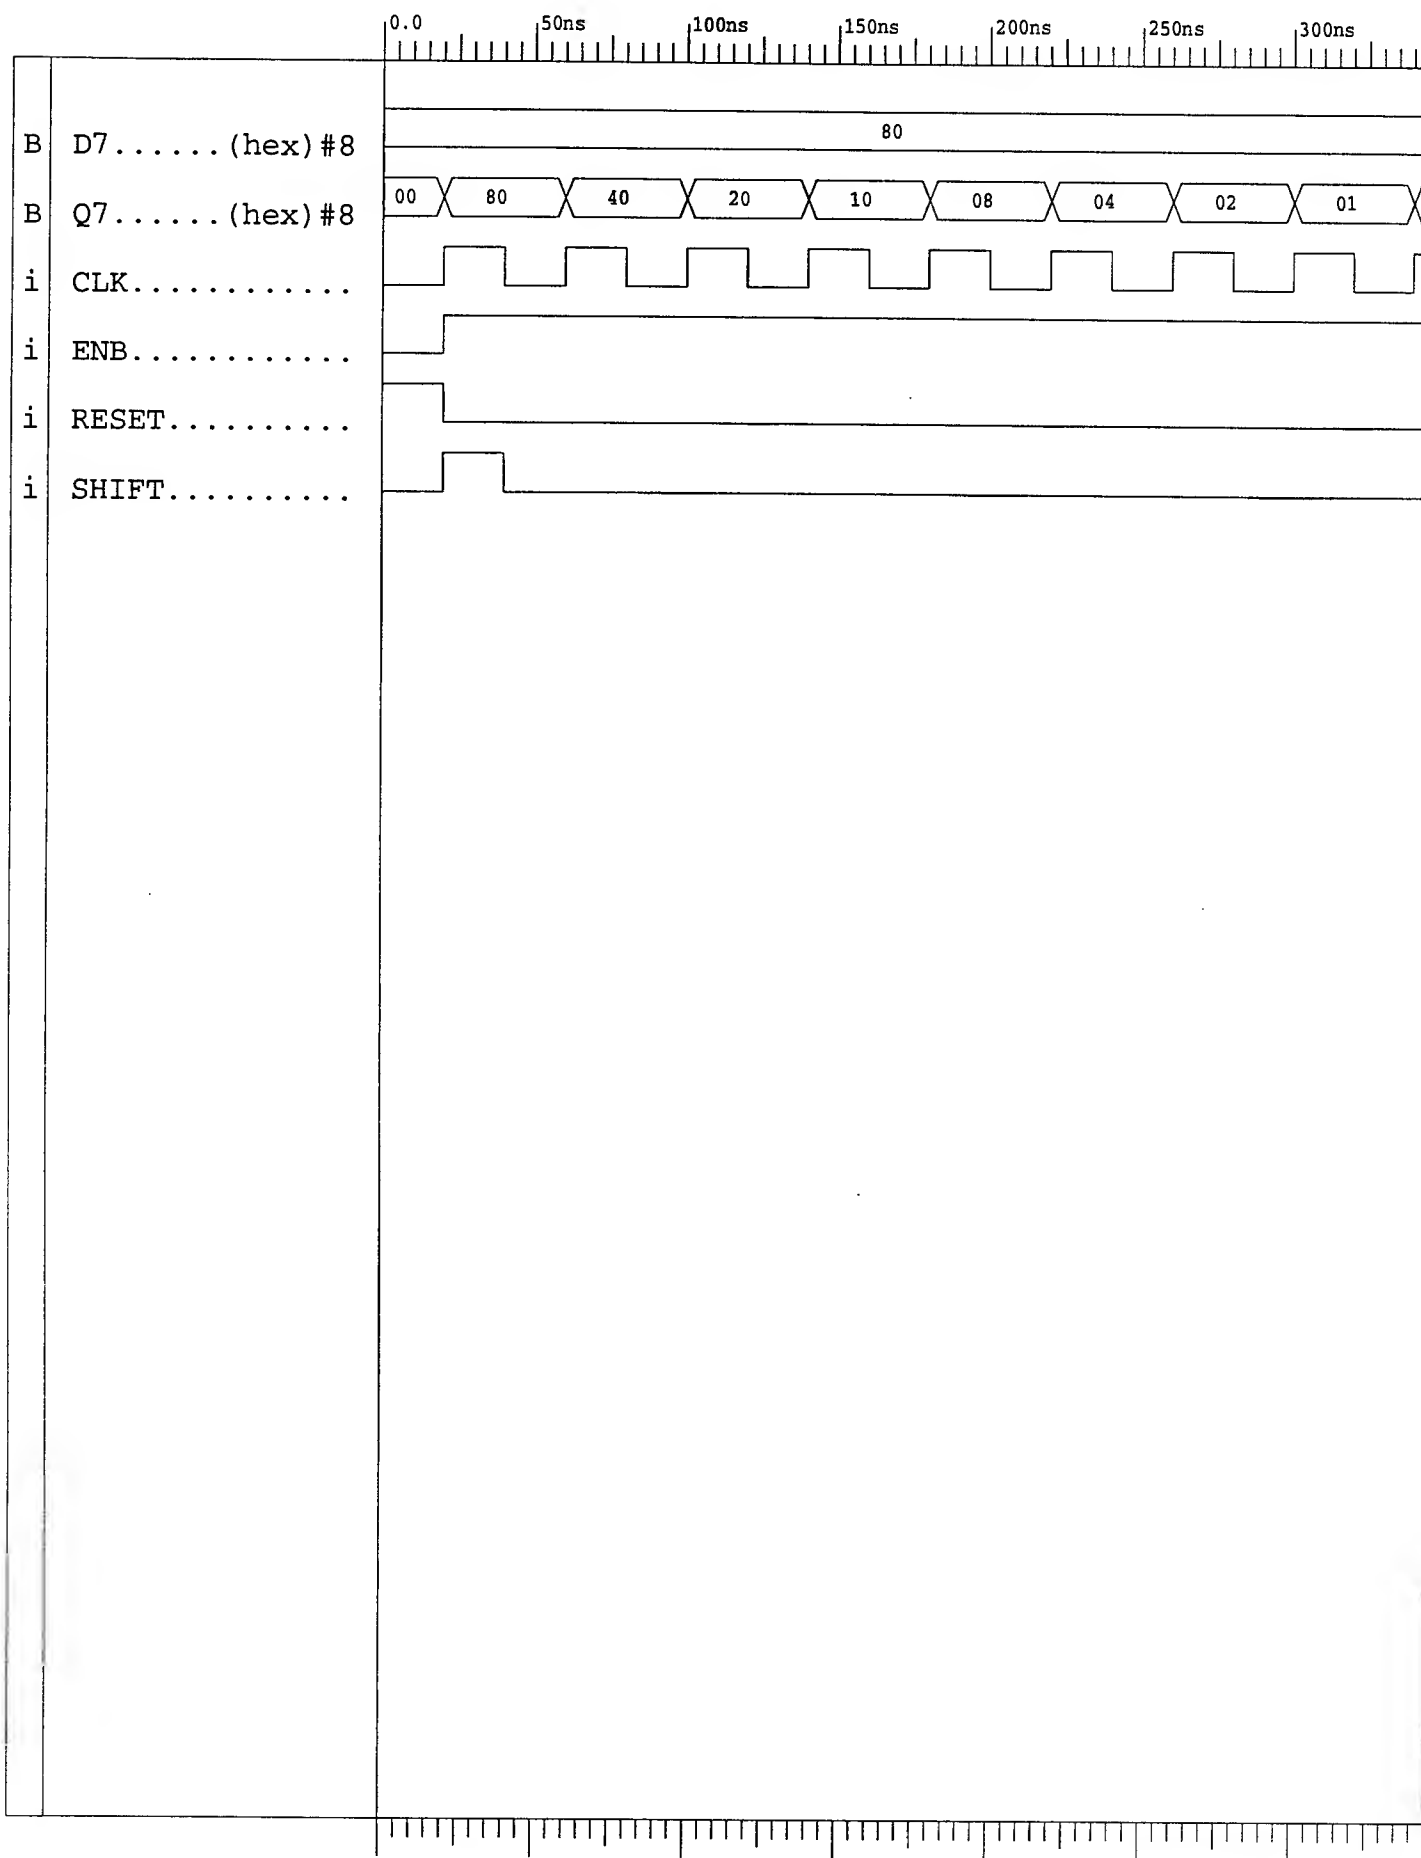 0.0 50ns 100ns 150ns 200ns 250ns 300ns
B D7......(hex)#8 80
B Q7......(hex)#8 00 80 40 20 10 08 04 02 01
i CLK............
i ENB............
i RESET..........
i SHIFT..........